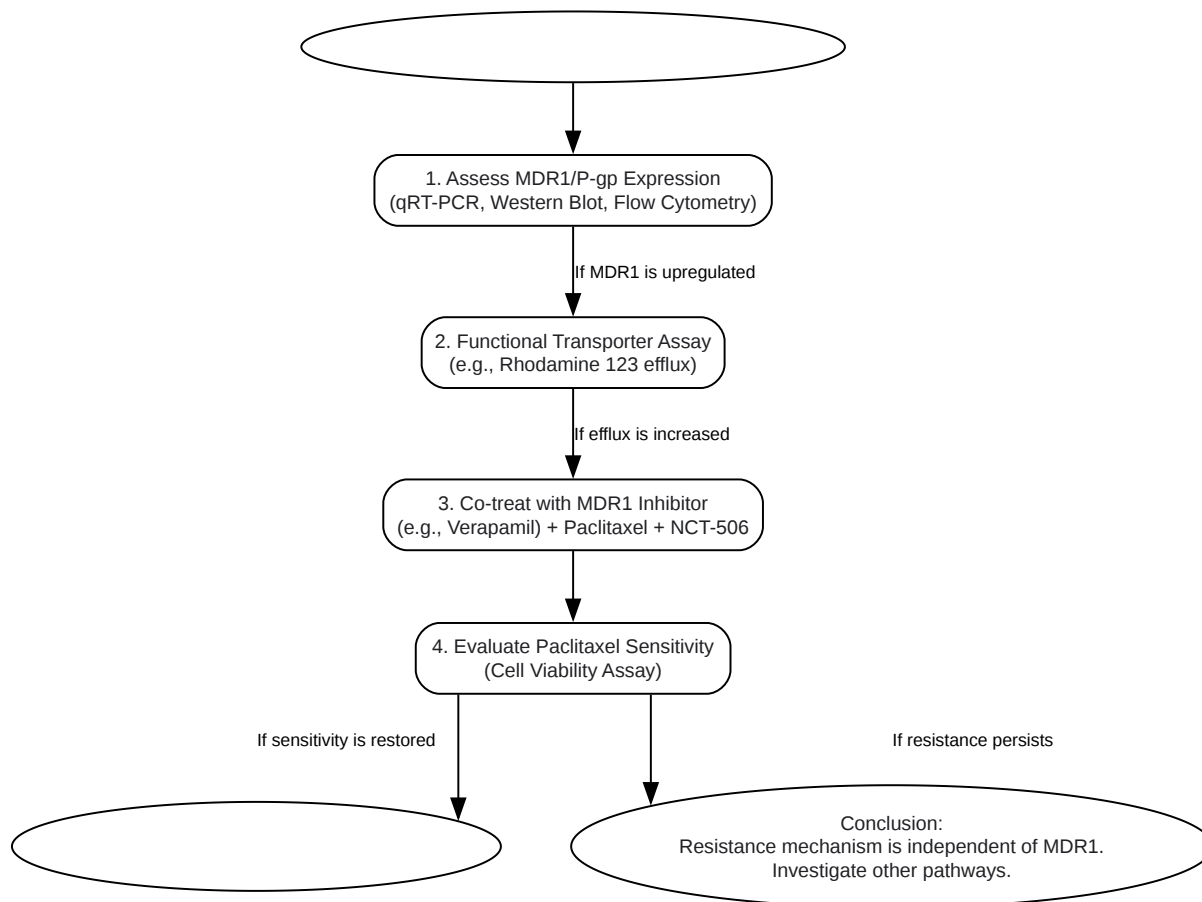 1. Assess MDR1/P-gp Expression
(qRT-PCR, Western Blot, Flow Cytometry)
If MDR1 is upregulated
2. Functional Transporter Assay
(e.g., Rhodamine 123 efflux)
If efflux is increased
3. Co-treat with MDR1 Inhibitor
(e.g., Verapamil) + Paclitaxel + NCT-506
4. Evaluate Paclitaxel Sensitivity
(Cell Viability Assay)
If sensitivity is restored
If resistance persists
Conclusion:
Resistance mechanism is independent of MDR1.
Investigate other pathways.